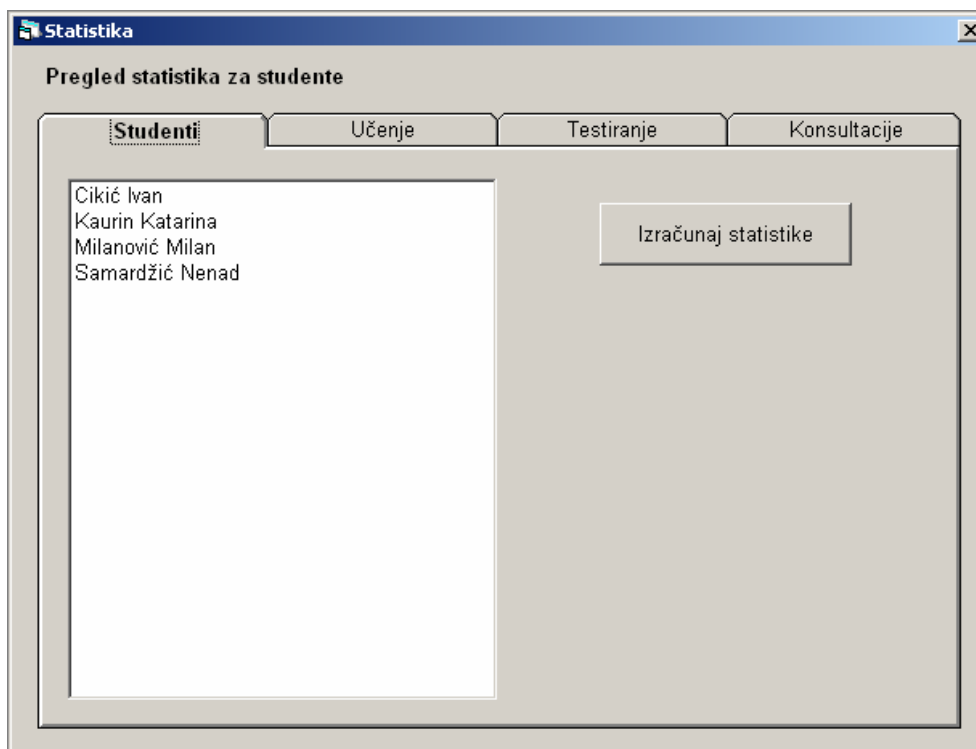 Statistika
Pregled statistika za studente
Studenti Učenje Testiranje Konsultacije
Cikić Ivan
Kaurin Katarina
Milanović Milan
Samardžić Nenad
Izračunaj statistike